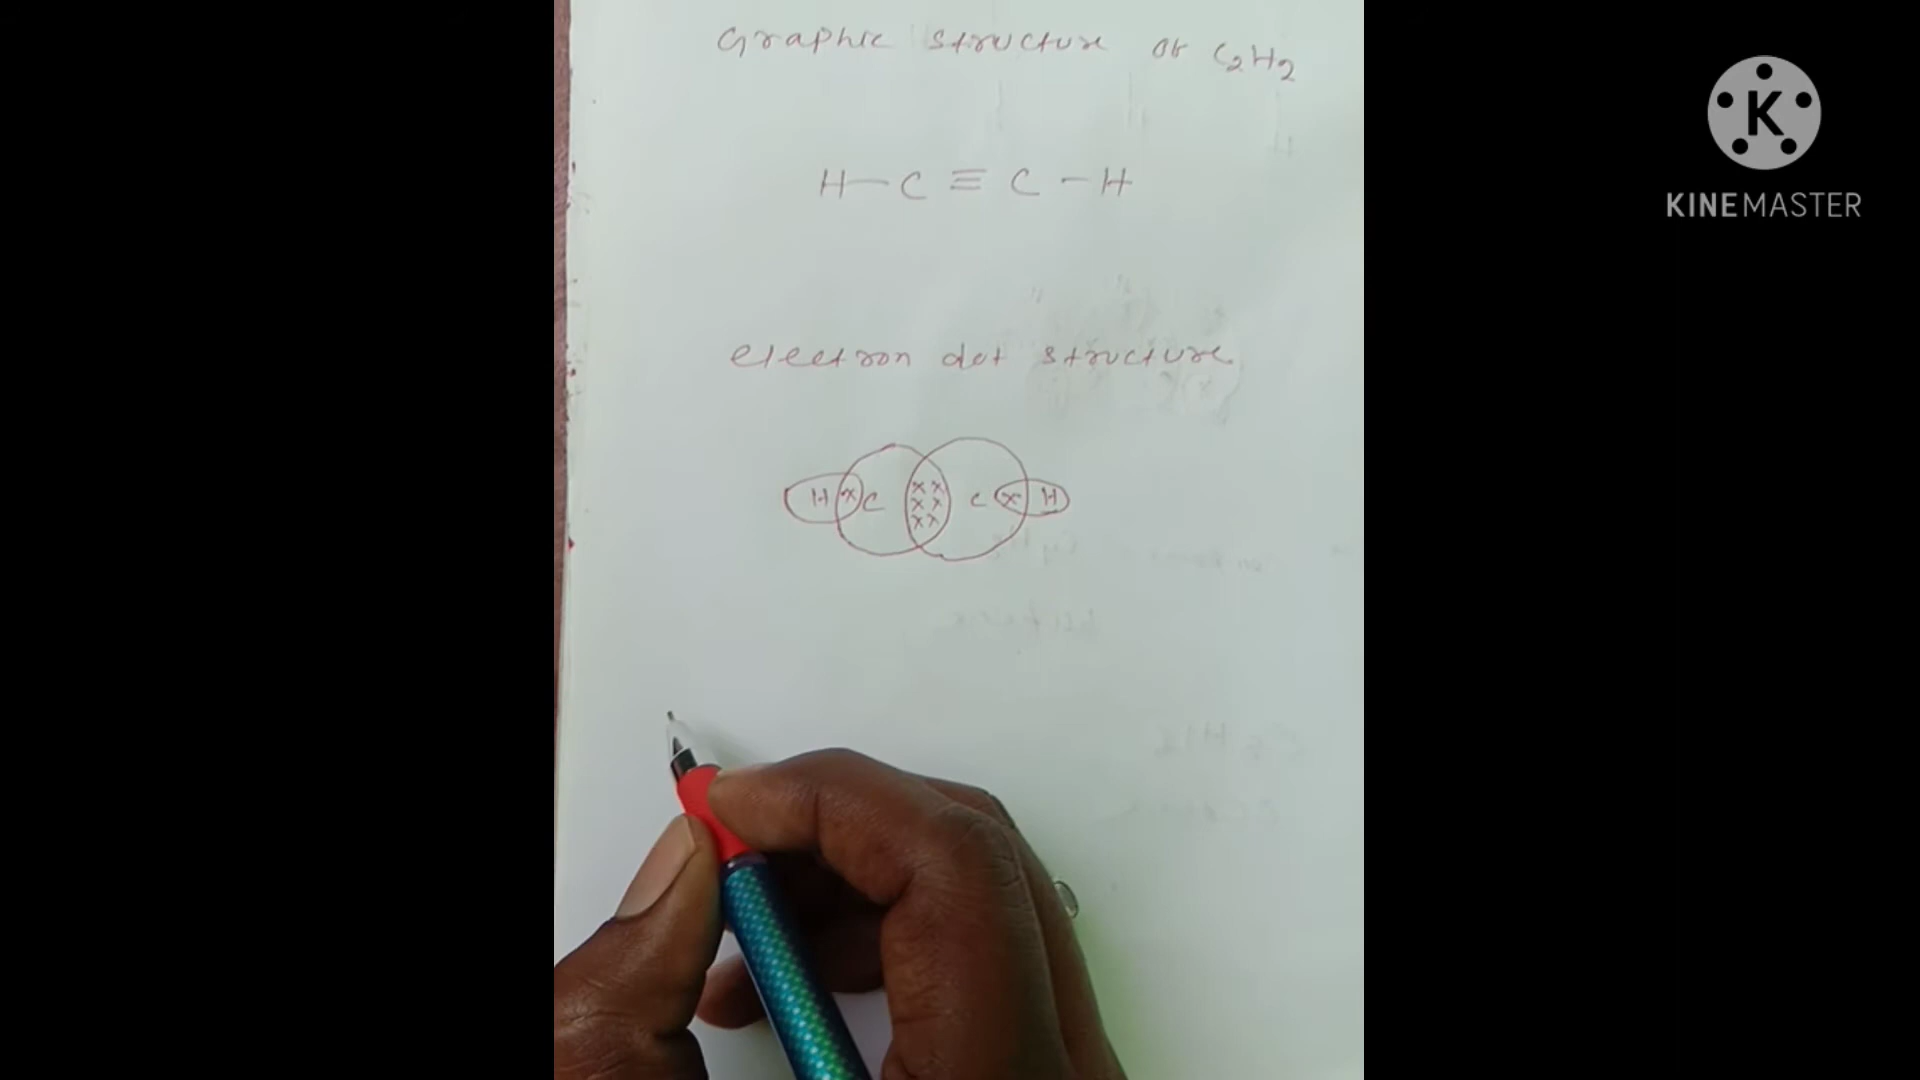 Graphic structure of C₂H₂
H—C≡C—H
electron dot structure
H x C xx xx xx C x H
K
KINEMASTER